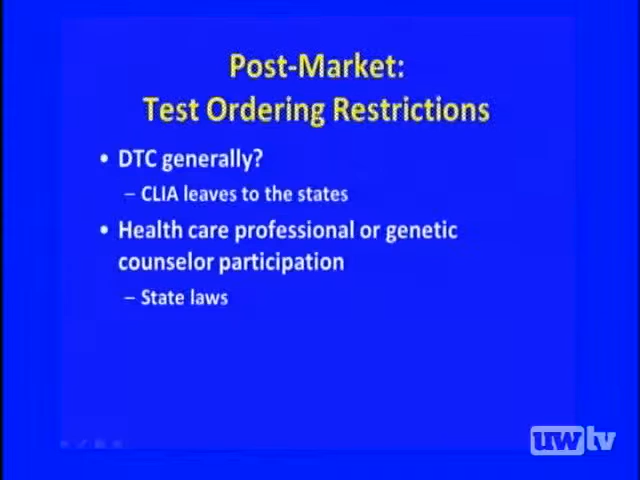 Post-Market:
Test Ordering Restrictions
• DTC generally?
– CLIA leaves to the states
• Health care professional or genetic
counselor participation
– State laws
uwtv